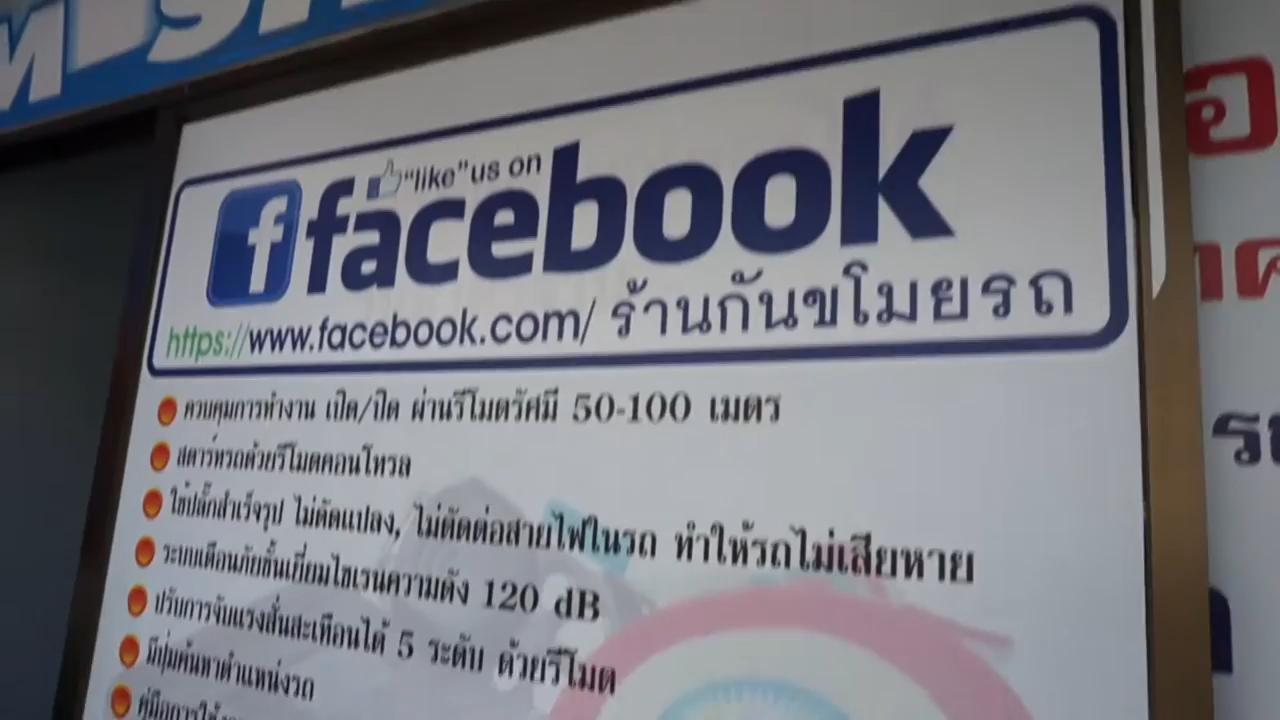 "like" us on
f facebook
https://www.facebook.com/ ร้านกันขโมยรถ
ควบคุมการทำงาน เปิด/ปิด ผ่านรีโมตรัศมี 50-100 เมตร
สตาร์ทรถด้วยรีโมตคอนโทรล
ใช้ปลั๊กสำเร็จรูป ไม่ดัดแปลง, ไม่ตัดต่อสายไฟในรถ ทำให้รถไม่เสียหาย
ระบบเตือนภัยชั้นเยี่ยมไซเรนความดัง 120 dB
ปรับการจับแรงสั่นสะเทือนได้ 5 ระดับ ด้วยรีโมต
มีปุ่มค้นหาตำแหน่งรถ